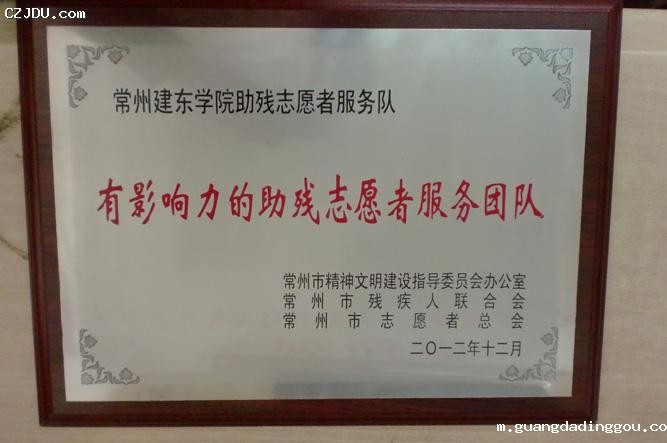 CZJDU.com
常州建东学院助残志愿者服务队
有影响力的助残志愿者服务团队
常州市精神文明建设指导委员会办公室
常州市残疾人联合会
常州市志愿者总会
二〇一二年十二月
m.guangdadinggou.co